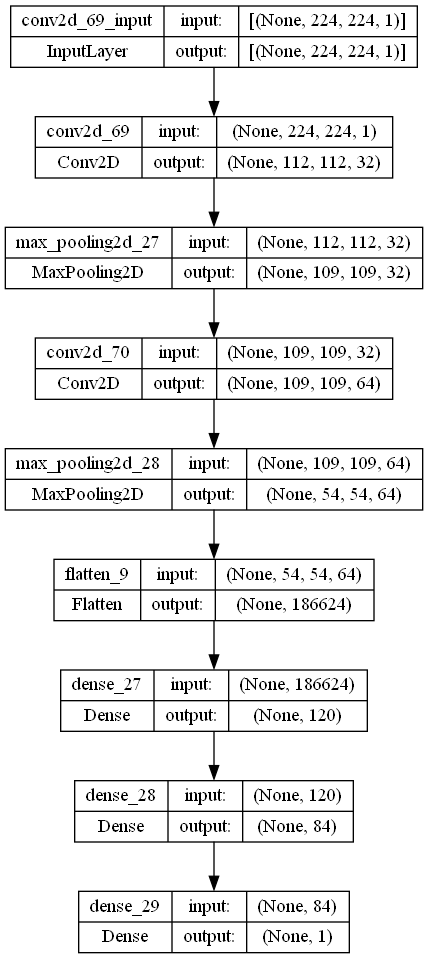 conv2d_69_input input: [(None, 224, 224, 1)]
InputLayer output: [(None, 224, 224, 1)]
conv2d_69 input: (None, 224, 224, 1)
Conv2D output: (None, 112, 112, 32)
max_pooling2d_27 input: (None, 112, 112, 32)
MaxPooling2D output: (None, 109, 109, 32)
conv2d_70 input: (None, 109, 109, 32)
Conv2D output: (None, 109, 109, 64)
max_pooling2d_28 input: (None, 109, 109, 64)
MaxPooling2D output: (None, 54, 54, 64)
flatten_9 input: (None, 54, 54, 64)
Flatten output: (None, 186624)
dense_27 input: (None, 186624)
Dense output: (None, 120)
dense_28 input: (None, 120)
Dense output: (None, 84)
dense_29 input: (None, 84)
Dense output: (None, 1)